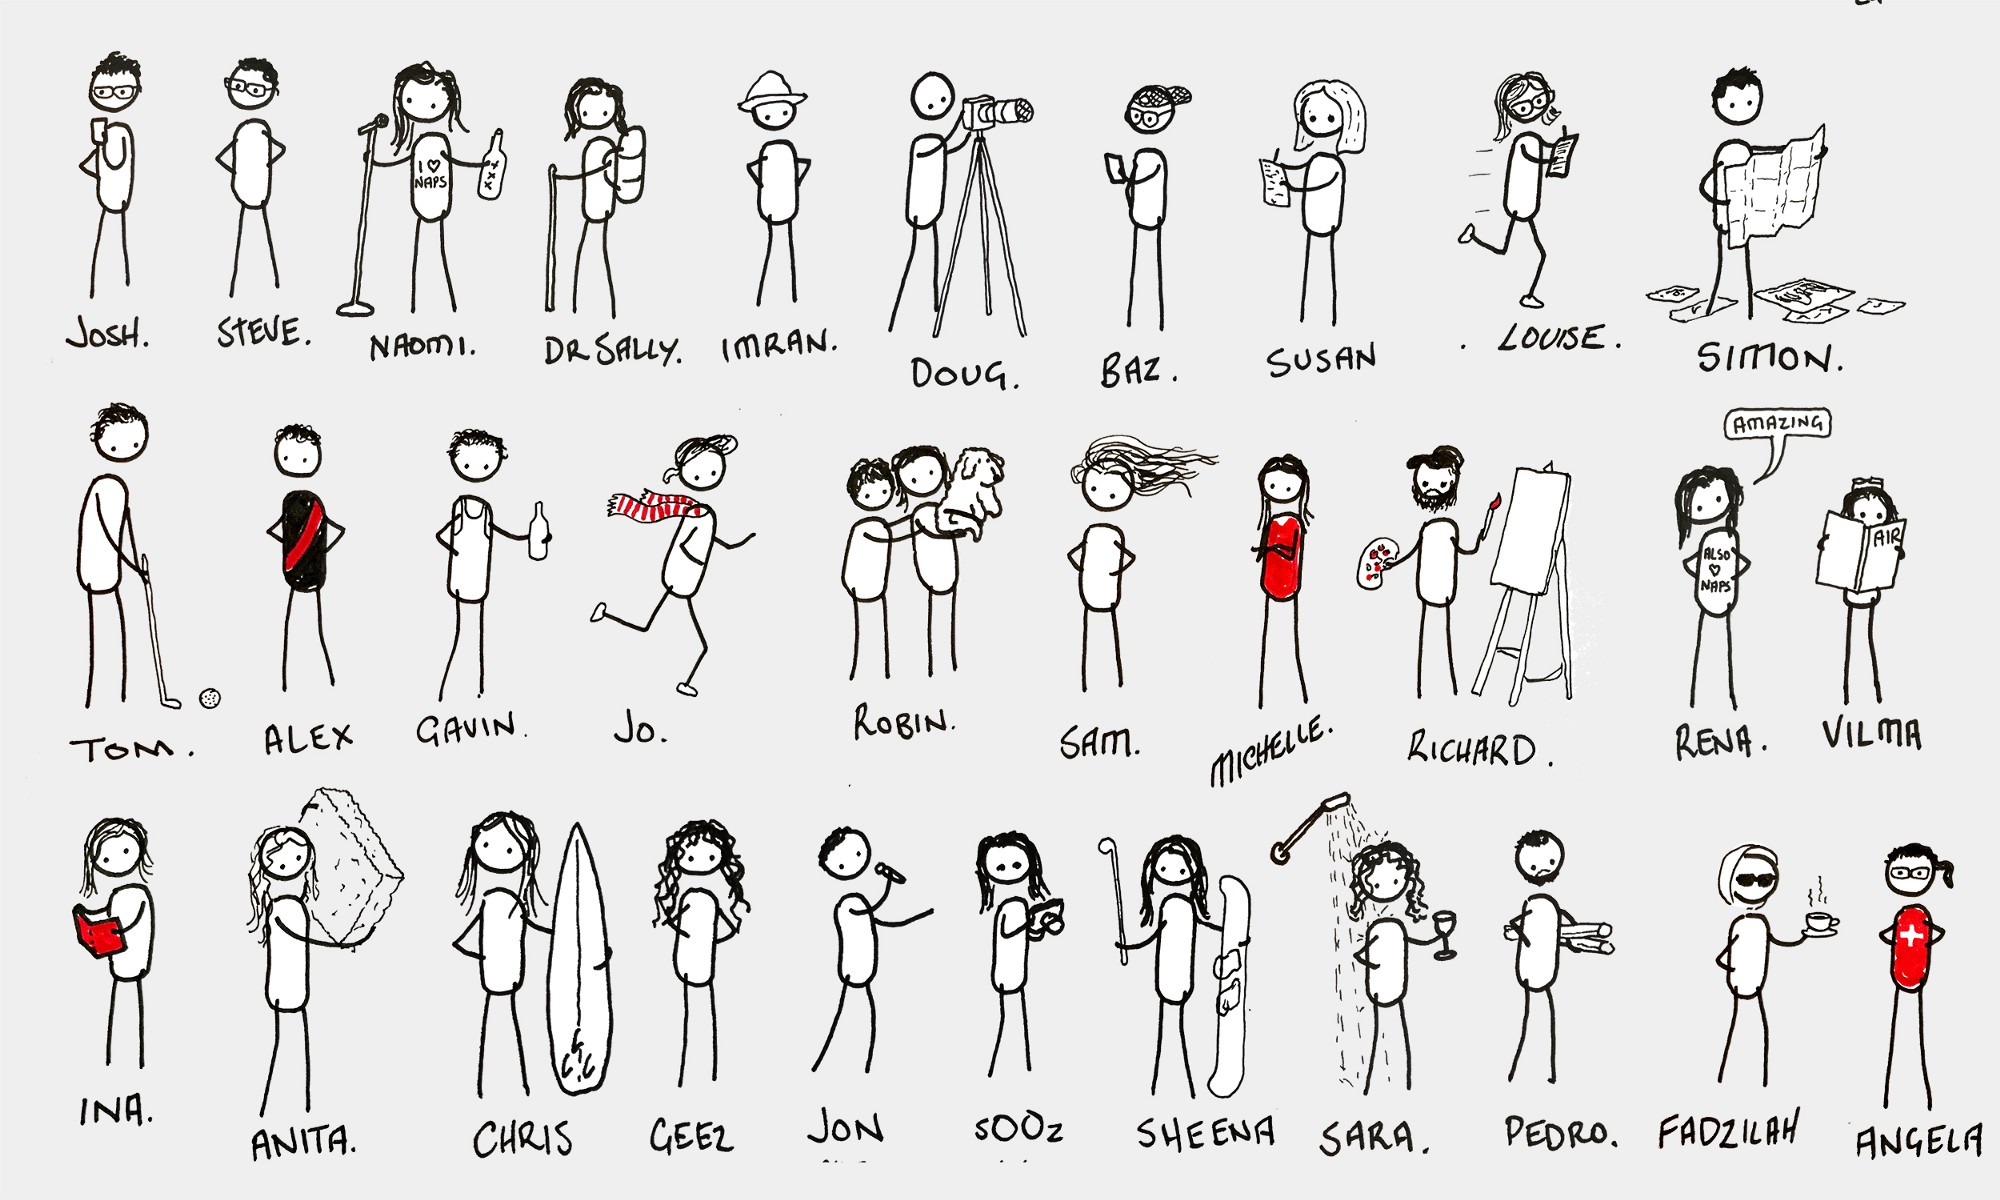 JOSH.
STEVE.
I ♡
NAPS
XXX
NAOMI.
DR SALLY.
IMRAN.
DOUG.
BAZ.
SUSAN
. LOUISE.
SIMON.
TOM.
ALEX
GAVIN.
JO.
ROBIN.
SAM.
MICHELLE.
RICHARD.
AMAZING
ALSO
♡
NAPS
RENA.
AIR
VILMA
INA.
ANITA.
CHRIS
GEEZ
JON
SOOZ
SHEENA
SARA.
PEDRO.
FADZILAH
ANGELA